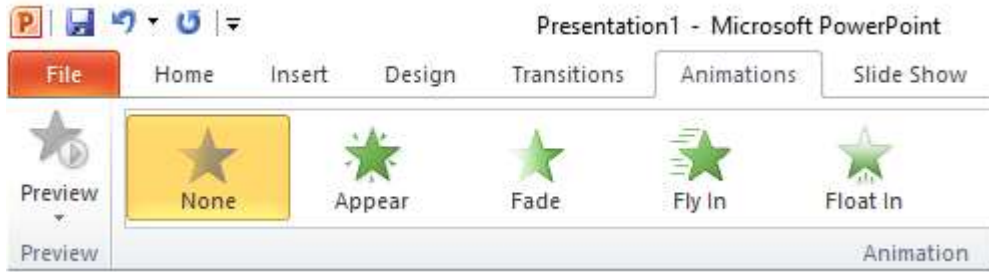 P
Presentation1 - Microsoft PowerPoint
File Home Insert Design Transitions Animations Slide Show
Preview None Appear Fade Fly In Float In
Preview Animation